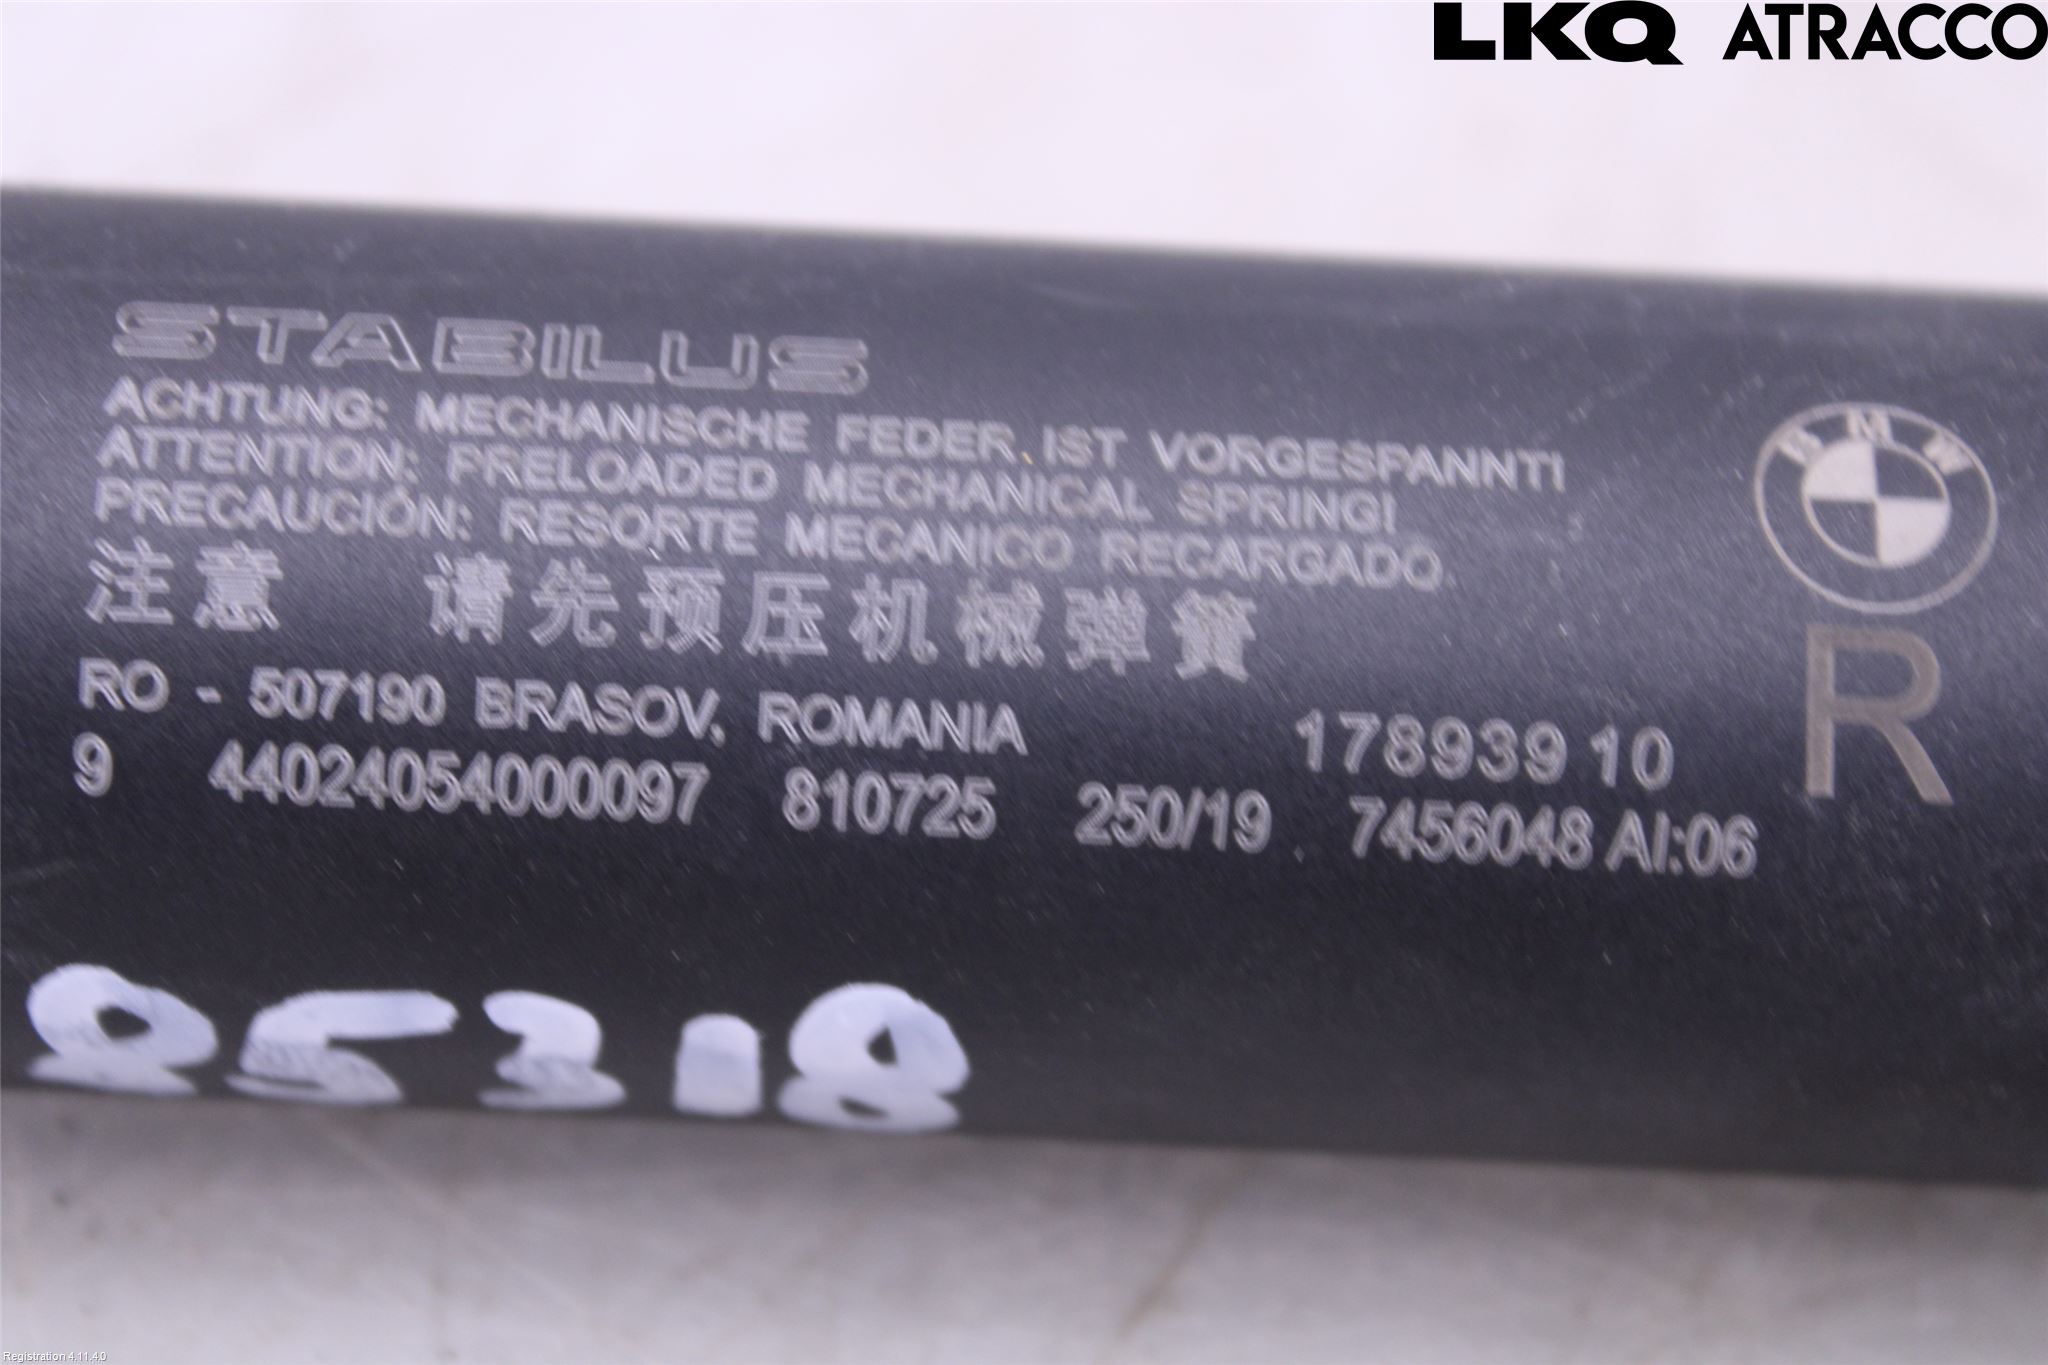 LKQ ATRACCO
STABILUS
ACHTUNG: MECHANISCHE FEDER IST VORGESPANNT!
ATTENTION: PRELOADED MECHANICAL SPRING!
PRECAUCIÓN: RESORTE MECANICO RECARGADO
注意 请先预压机械弹簧
BMW
R
RO - 507190 BRASOV, ROMANIA 178939 10
9 44024054000097 810725 250/19 7456048 AI:06
Registration 4.11.4.0